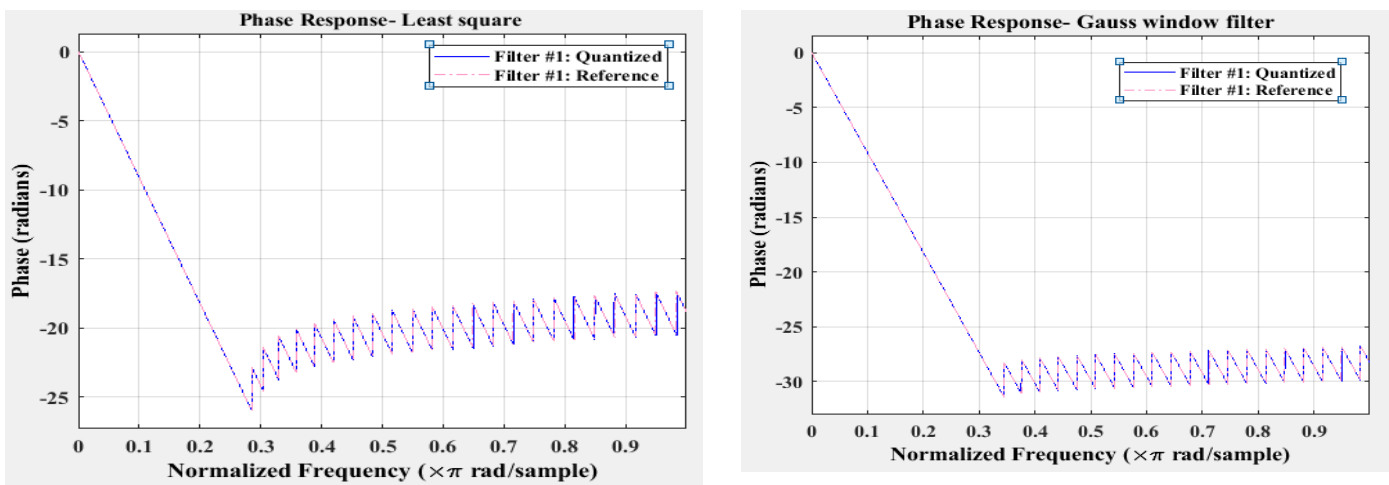 Phase Response- Least square
Filter #1: Quantized
Filter #1: Reference
Phase (radians)
0
-5
-10
-15
-20
-25
0 0.1 0.2 0.3 0.4 0.5 0.6 0.7 0.8 0.9
Normalized Frequency (×π rad/sample)
Phase Response- Gauss window filter
Filter #1: Quantized
Filter #1: Reference
Phase (radians)
0
-5
-10
-15
-20
-25
-30
0 0.1 0.2 0.3 0.4 0.5 0.6 0.7 0.8 0.9
Normalized Frequency (×π rad/sample)